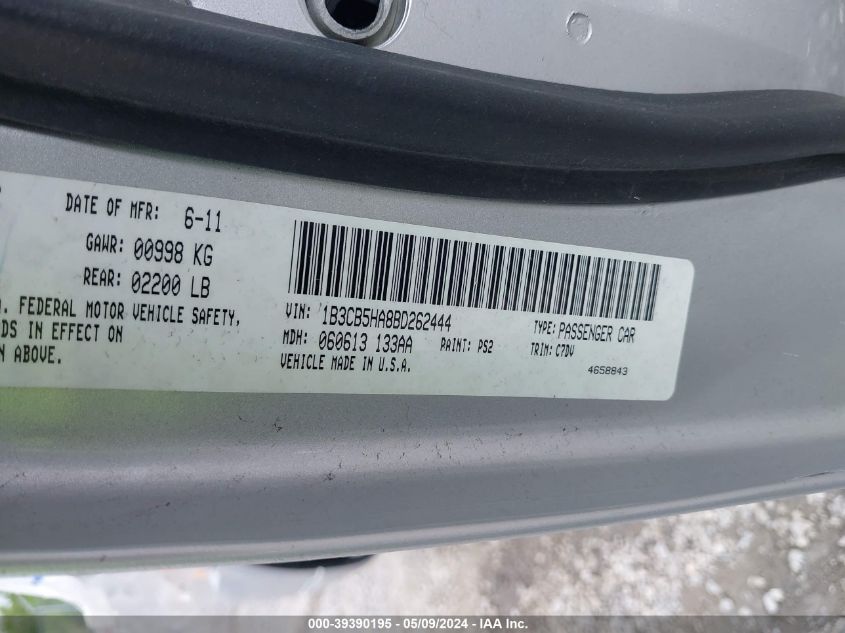 DATE OF MFR: 6-11
GAWR: 00998 KG
REAR: 02200 LB
. FEDERAL MOTOR VEHICLE SAFETY,
DS IN EFFECT ON
N ABOVE.
VIN: 1B3CB5HA8BD262444 TYPE: PASSENGER CAR
MDH: 060613 133AA PAINT: PS2 TRIM: C7DV
VEHICLE MADE IN U.S.A.
4658843
000-39390195 - 05/09/2024 - IAA Inc.